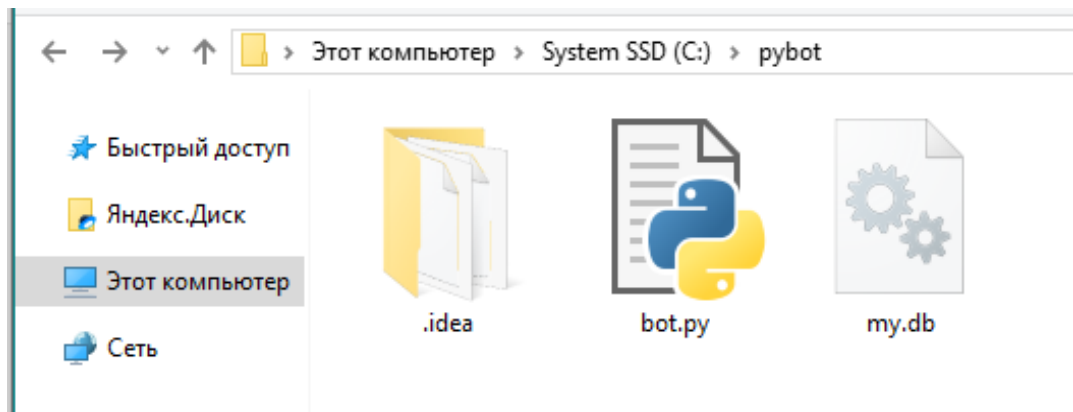 Этот компьютер > System SSD (C:) > pybot
Быстрый доступ
Яндекс.Диск
Этот компьютер
Сеть
.idea
bot.py
my.db